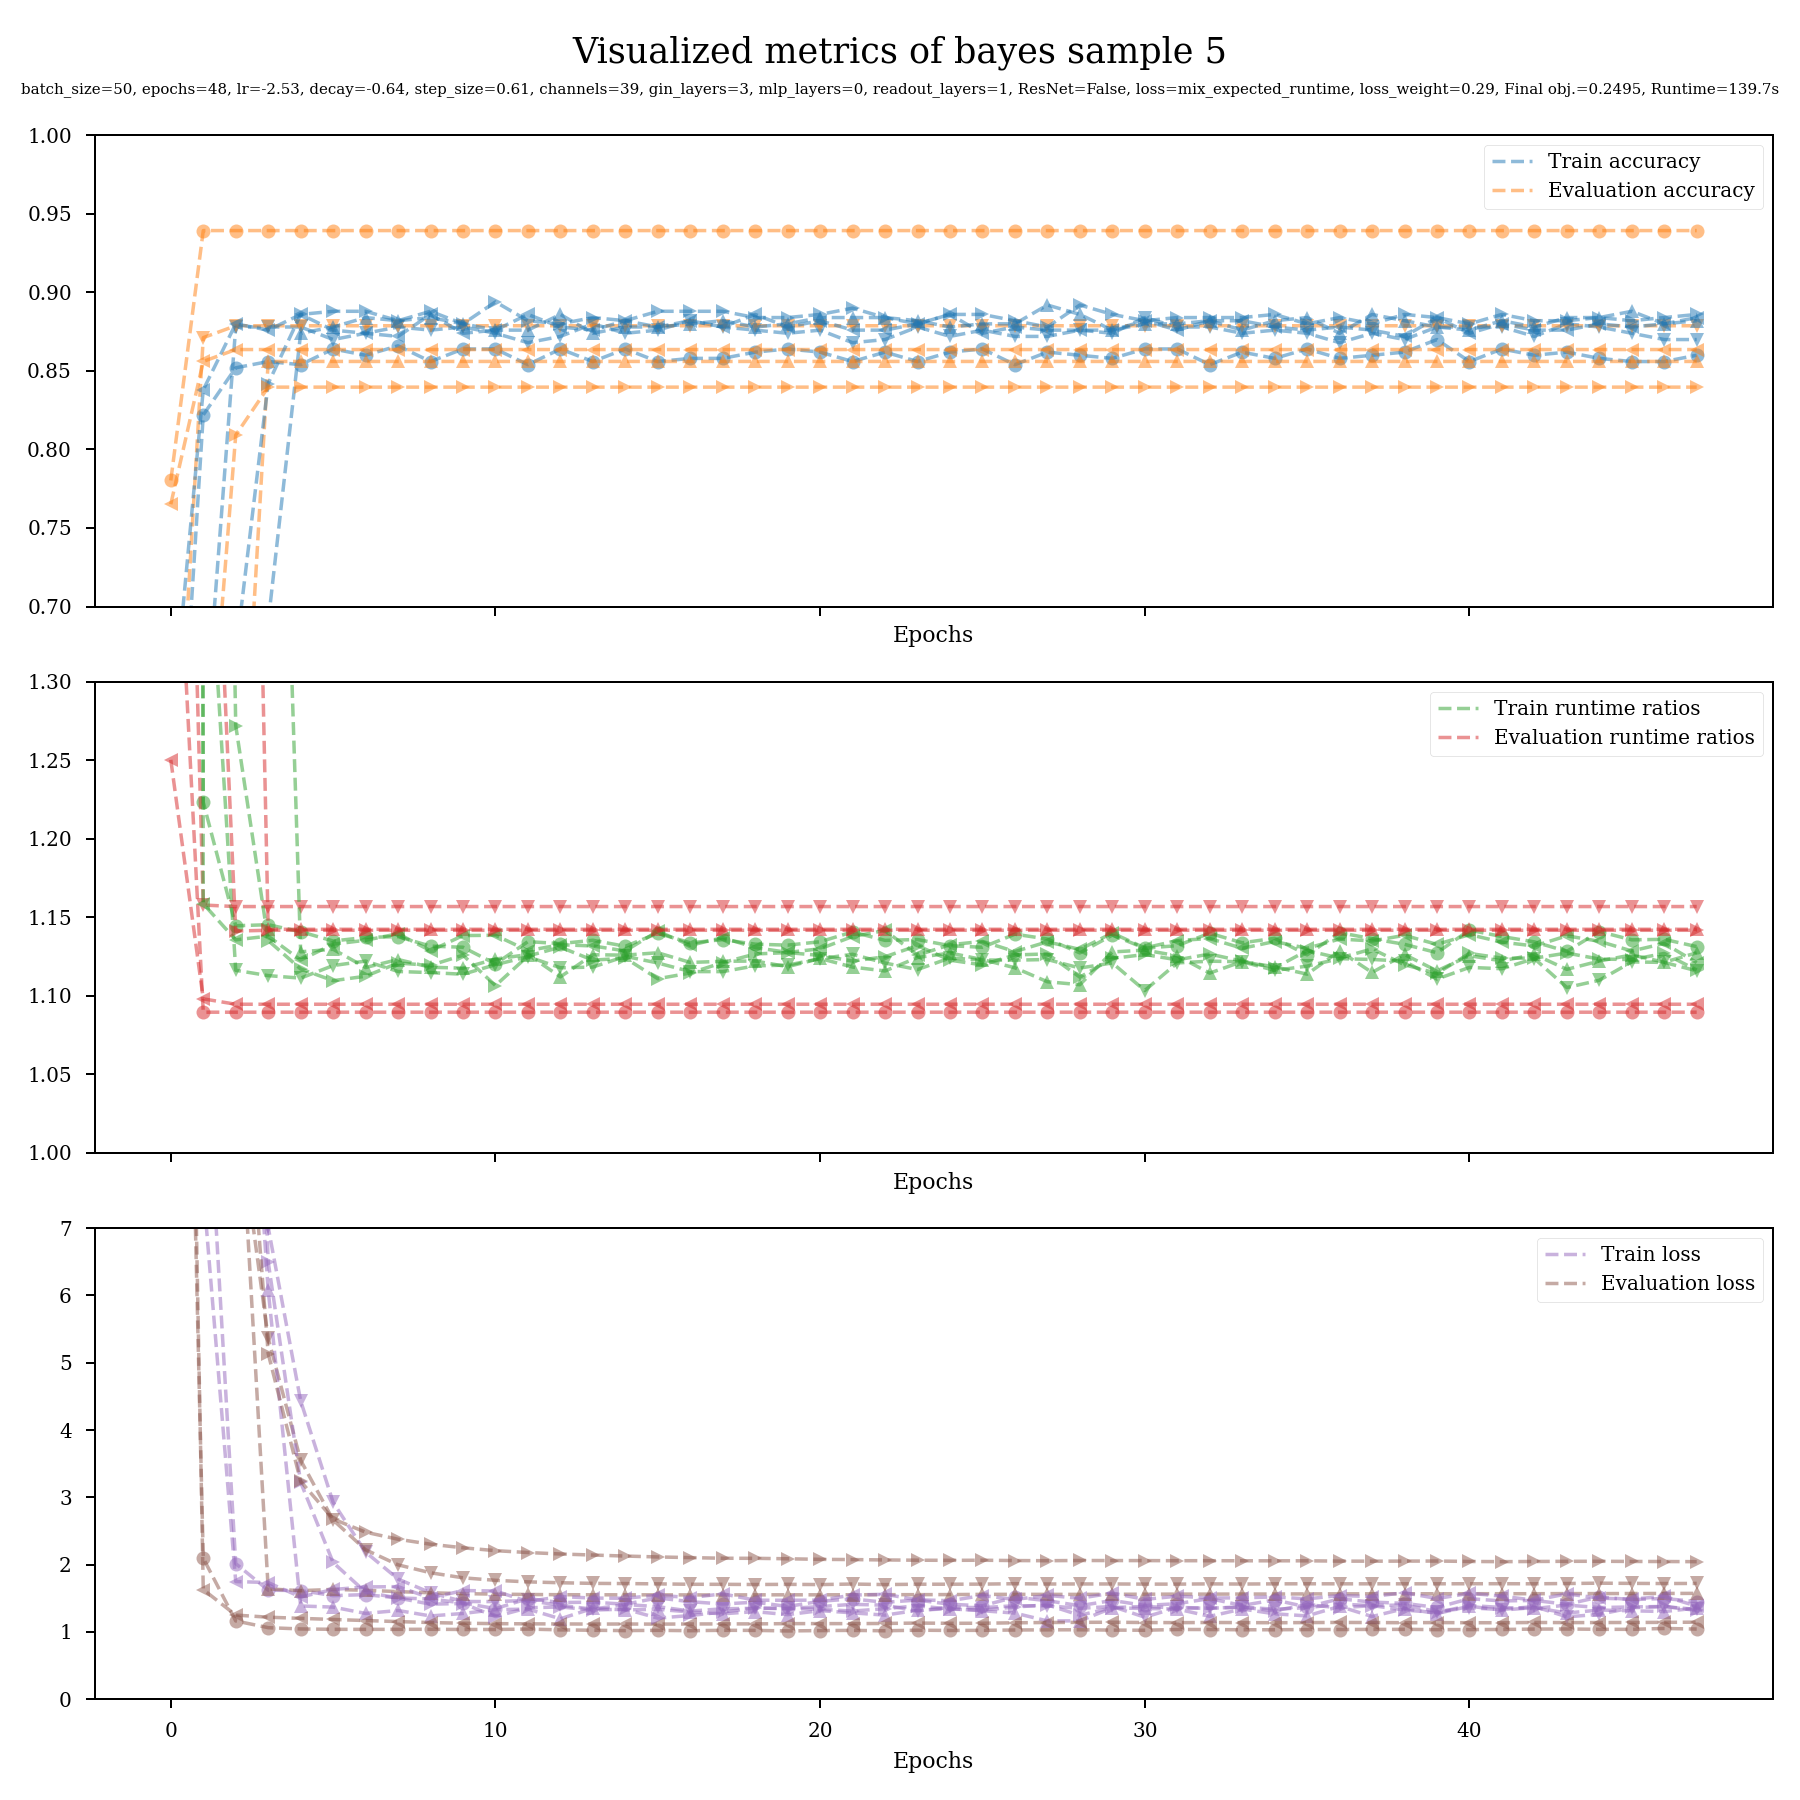 Visualized metrics of bayes sample 5
batch_size=50, epochs=48, lr=-2.53, decay=-0.64, step_size=0.61, channels=39, gin_layers=3, mlp_layers=0, readout_layers=1, ResNet=False, loss=mix_expected_runtime, loss_weight=0.29, Final obj.=0.2495, Runtime=139.7s
1.00
0.95
0.90
0.85
0.80
0.75
0.70
Train accuracy
Evaluation accuracy
Epochs
1.30
1.25
1.20
1.15
1.10
1.05
1.00
Train runtime ratios
Evaluation runtime ratios
Epochs
7
6
5
4
3
2
1
0
Train loss
Evaluation loss
0 10 20 30 40
Epochs